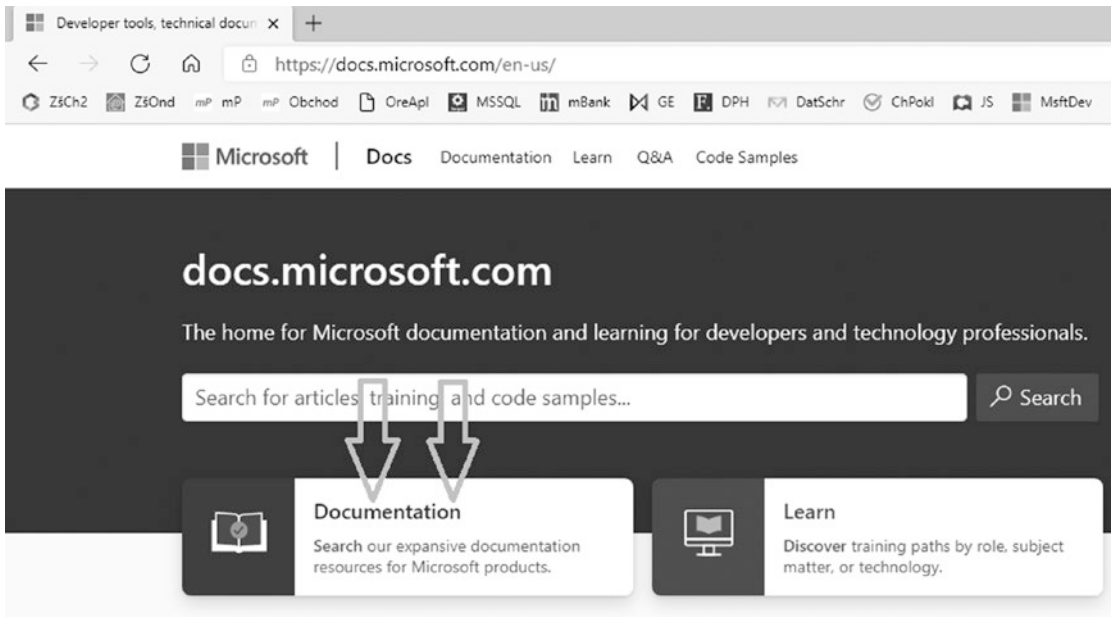 Developer tools, technical docun
https://docs.microsoft.com/en-us/
ZšCh2 ZšOnd mP mP mP Obchod OreApl MSSQL mBank GE DPH DatSchr ChPokl JS MsftDev
Microsoft | Docs Documentation Learn Q&A Code Samples
docs.microsoft.com
The home for Microsoft documentation and learning for developers and technology professionals.
Search for articles, training, and code samples...
Search
Documentation
Search our expansive documentation
resources for Microsoft products.
Learn
Discover training paths by role, subject
matter, or technology.